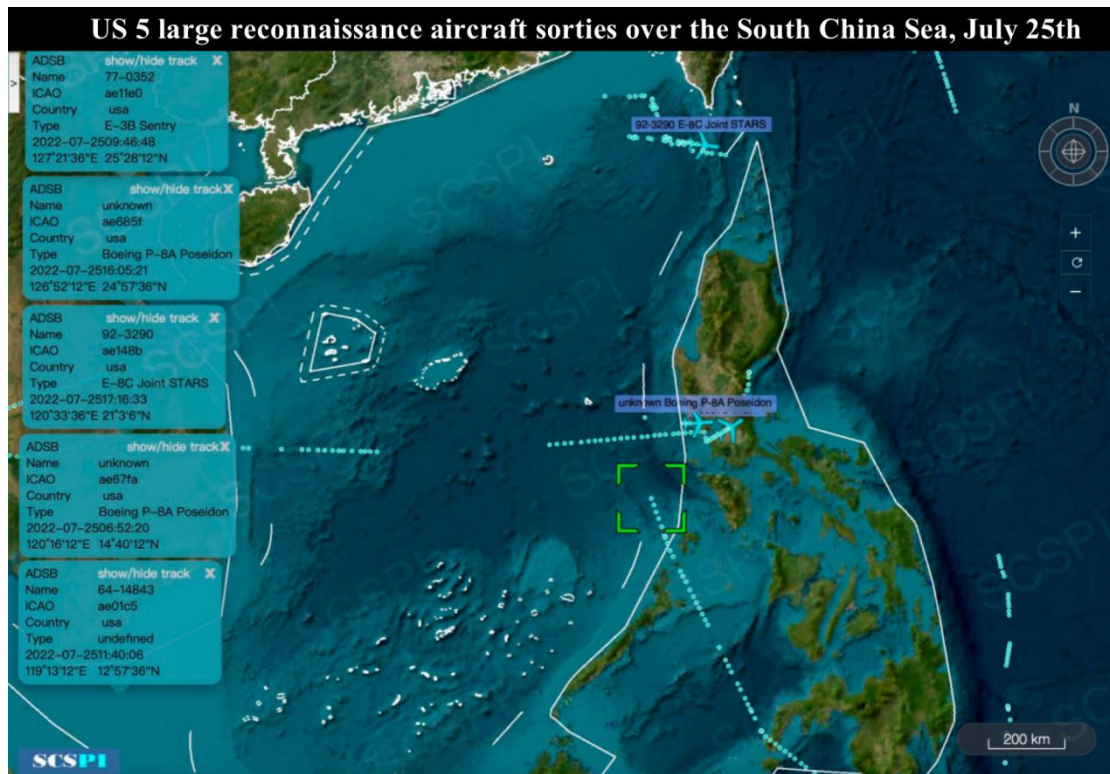 US 5 large reconnaissance aircraft sorties over the South China Sea, July 25th
>
ADSB show/hide track X
Name 77-0352
ICAO ae11e0
Country usa
Type E-3B Sentry
2022-07-2509:46:48
127°21'36"E 25°28'12"N
ADSB show/hide track X
Name unknown
ICAO ae685f
Country usa
Type Boeing P-8A Poseidon
2022-07-2516:05:21
126°52'12"E 24°57'36"N
ADSB show/hide track X
Name 92-3290
ICAO ae148b
Country usa
Type E-8C Joint STARS
2022-07-2517:16:33
120°33'36"E 21°3'6"N
ADSB show/hide track X
Name unknown
ICAO ae67fa
Country usa
Type Boeing P-8A Poseidon
2022-07-2506:52:20
120°16'12"E 14°40'12"N
ADSB show/hide track X
Name 64-14843
ICAO ae01c5
Country usa
Type undefined
2022-07-2511:40:06
119°13'12"E 12°57'36"N
92-3290 E-8C Joint STARS
unknown Boeing P-8A Poseidon
N
+
−
200 km
SCSPI